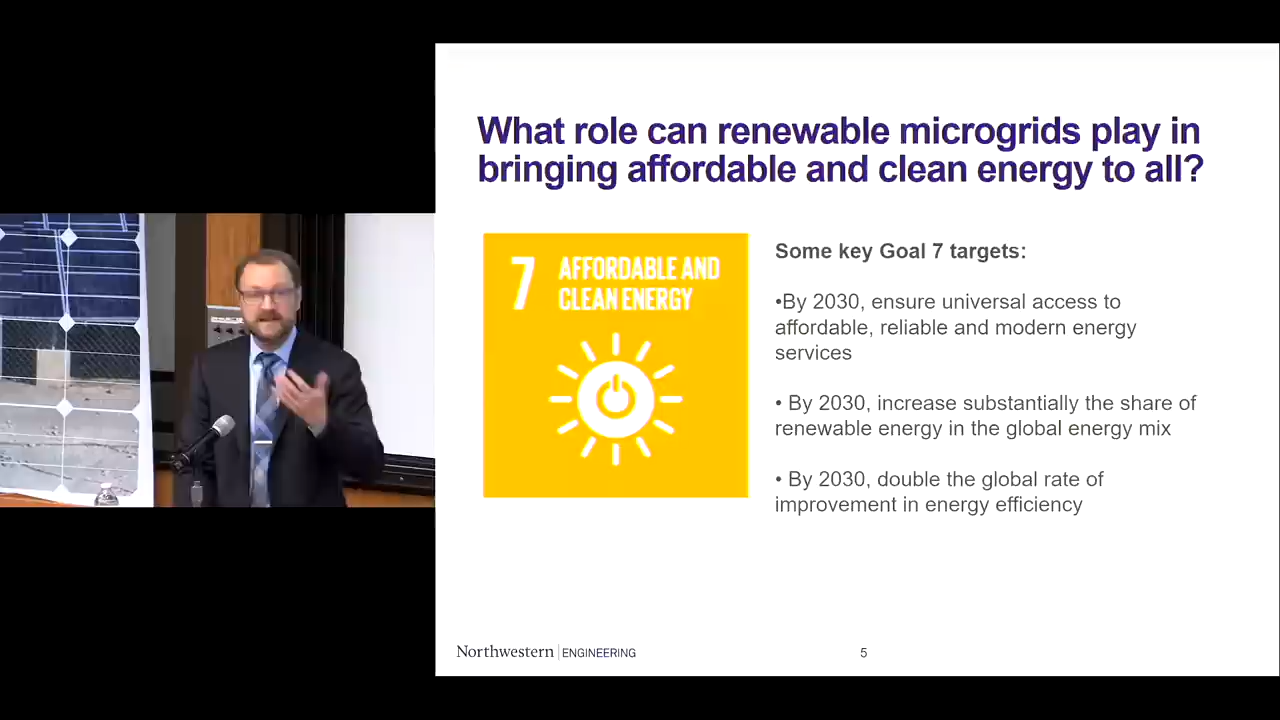 What role can renewable microgrids play in
bringing affordable and clean energy to all?
7 AFFORDABLE AND
CLEAN ENERGY
Some key Goal 7 targets:
•By 2030, ensure universal access to
affordable, reliable and modern energy
services
• By 2030, increase substantially the share of
renewable energy in the global energy mix
• By 2030, double the global rate of
improvement in energy efficiency
Northwestern | ENGINEERING
5